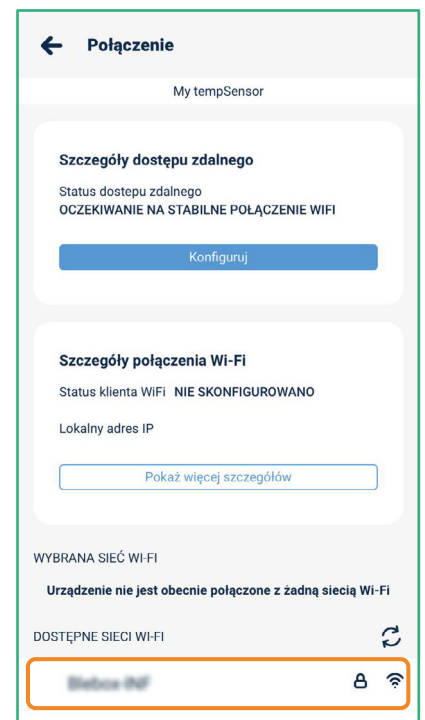 Połączenie
My tempSensor
Szczegóły dostępu zdalnego
Status dostepu zdalnego
OCZEKIWANIE NA STABILNE POŁĄCZENIE WIFI
Konfiguruj
Szczegóły połączenia Wi-Fi
Status klienta WiFi NIE SKONFIGUROWANO
Lokalny adres IP
Pokaż więcej szczegółów
WYBRANA SIEĆ WI-FI
Urządzenie nie jest obecnie połączone z żadną siecią Wi-Fi
DOSTĘPNE SIECI WI-FI